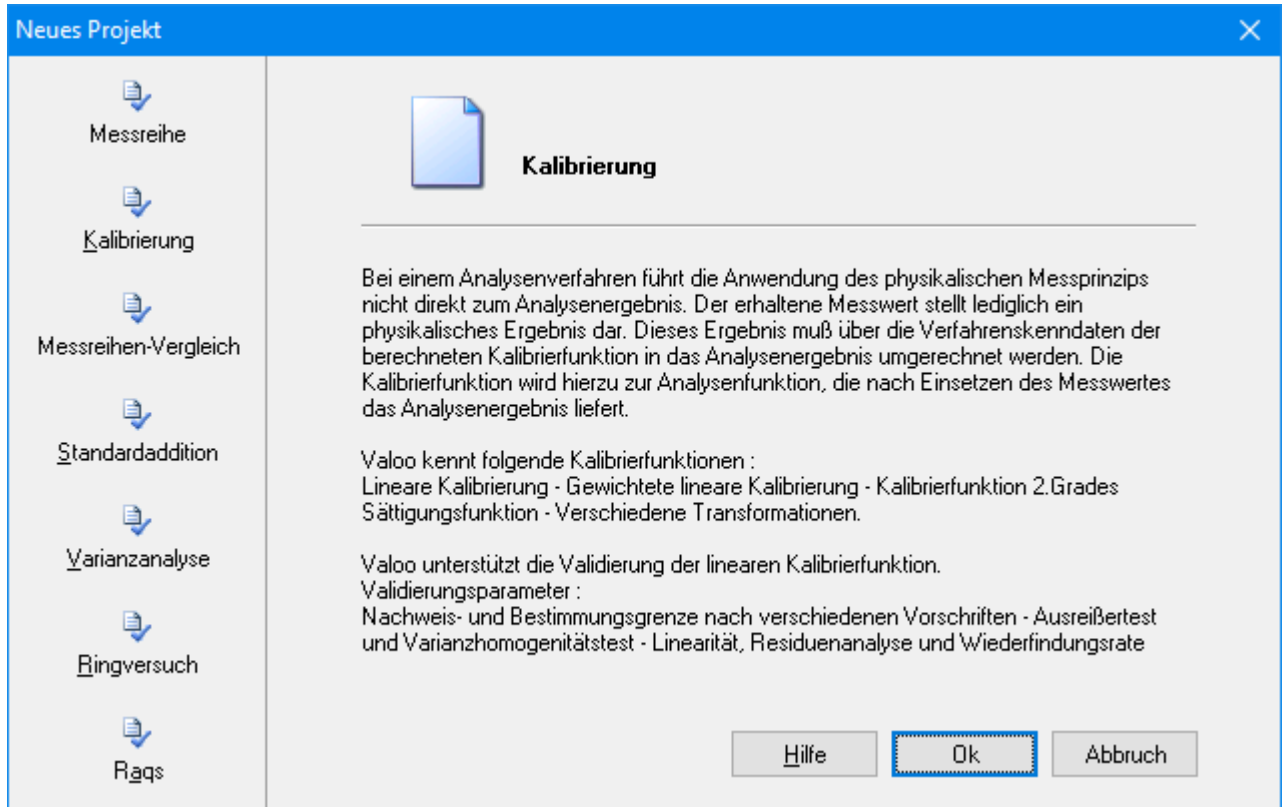 Neues Projekt
Messreihe
Kalibrierung
Messreihen-Vergleich
Standardaddition
Varianzanalyse
Ringversuch
Raqs
Kalibrierung
Bei einem Analysenverfahren führt die Anwendung des physikalischen Messprinzips
nicht direkt zum Analysenergebnis. Der erhaltene Messwert stellt lediglich ein
physikalisches Ergebnis dar. Dieses Ergebnis muß über die Verfahrenskenndaten der
berechneten Kalibrierfunktion in das Analysenergebnis umgerechnet werden. Die
Kalibrierfunktion wird hierzu zur Analysenfunktion, die nach Einsetzen des Messwertes
das Analysenergebnis liefert.
Valoo kennt folgende Kalibrierfunktionen :
Lineare Kalibrierung - Gewichtete lineare Kalibrierung - Kalibrierfunktion 2.Grades
Sättigungsfunktion - Verschiedene Transformationen.
Valoo unterstützt die Validierung der linearen Kalibrierfunktion.
Validierungsparameter :
Nachweis- und Bestimmungsgrenze nach verschiedenen Vorschriften - Ausreißertest
und Varianzhomogenitätstest - Linearität, Residuenanalyse und Wiederfindungsrate
Hilfe
Ok
Abbruch